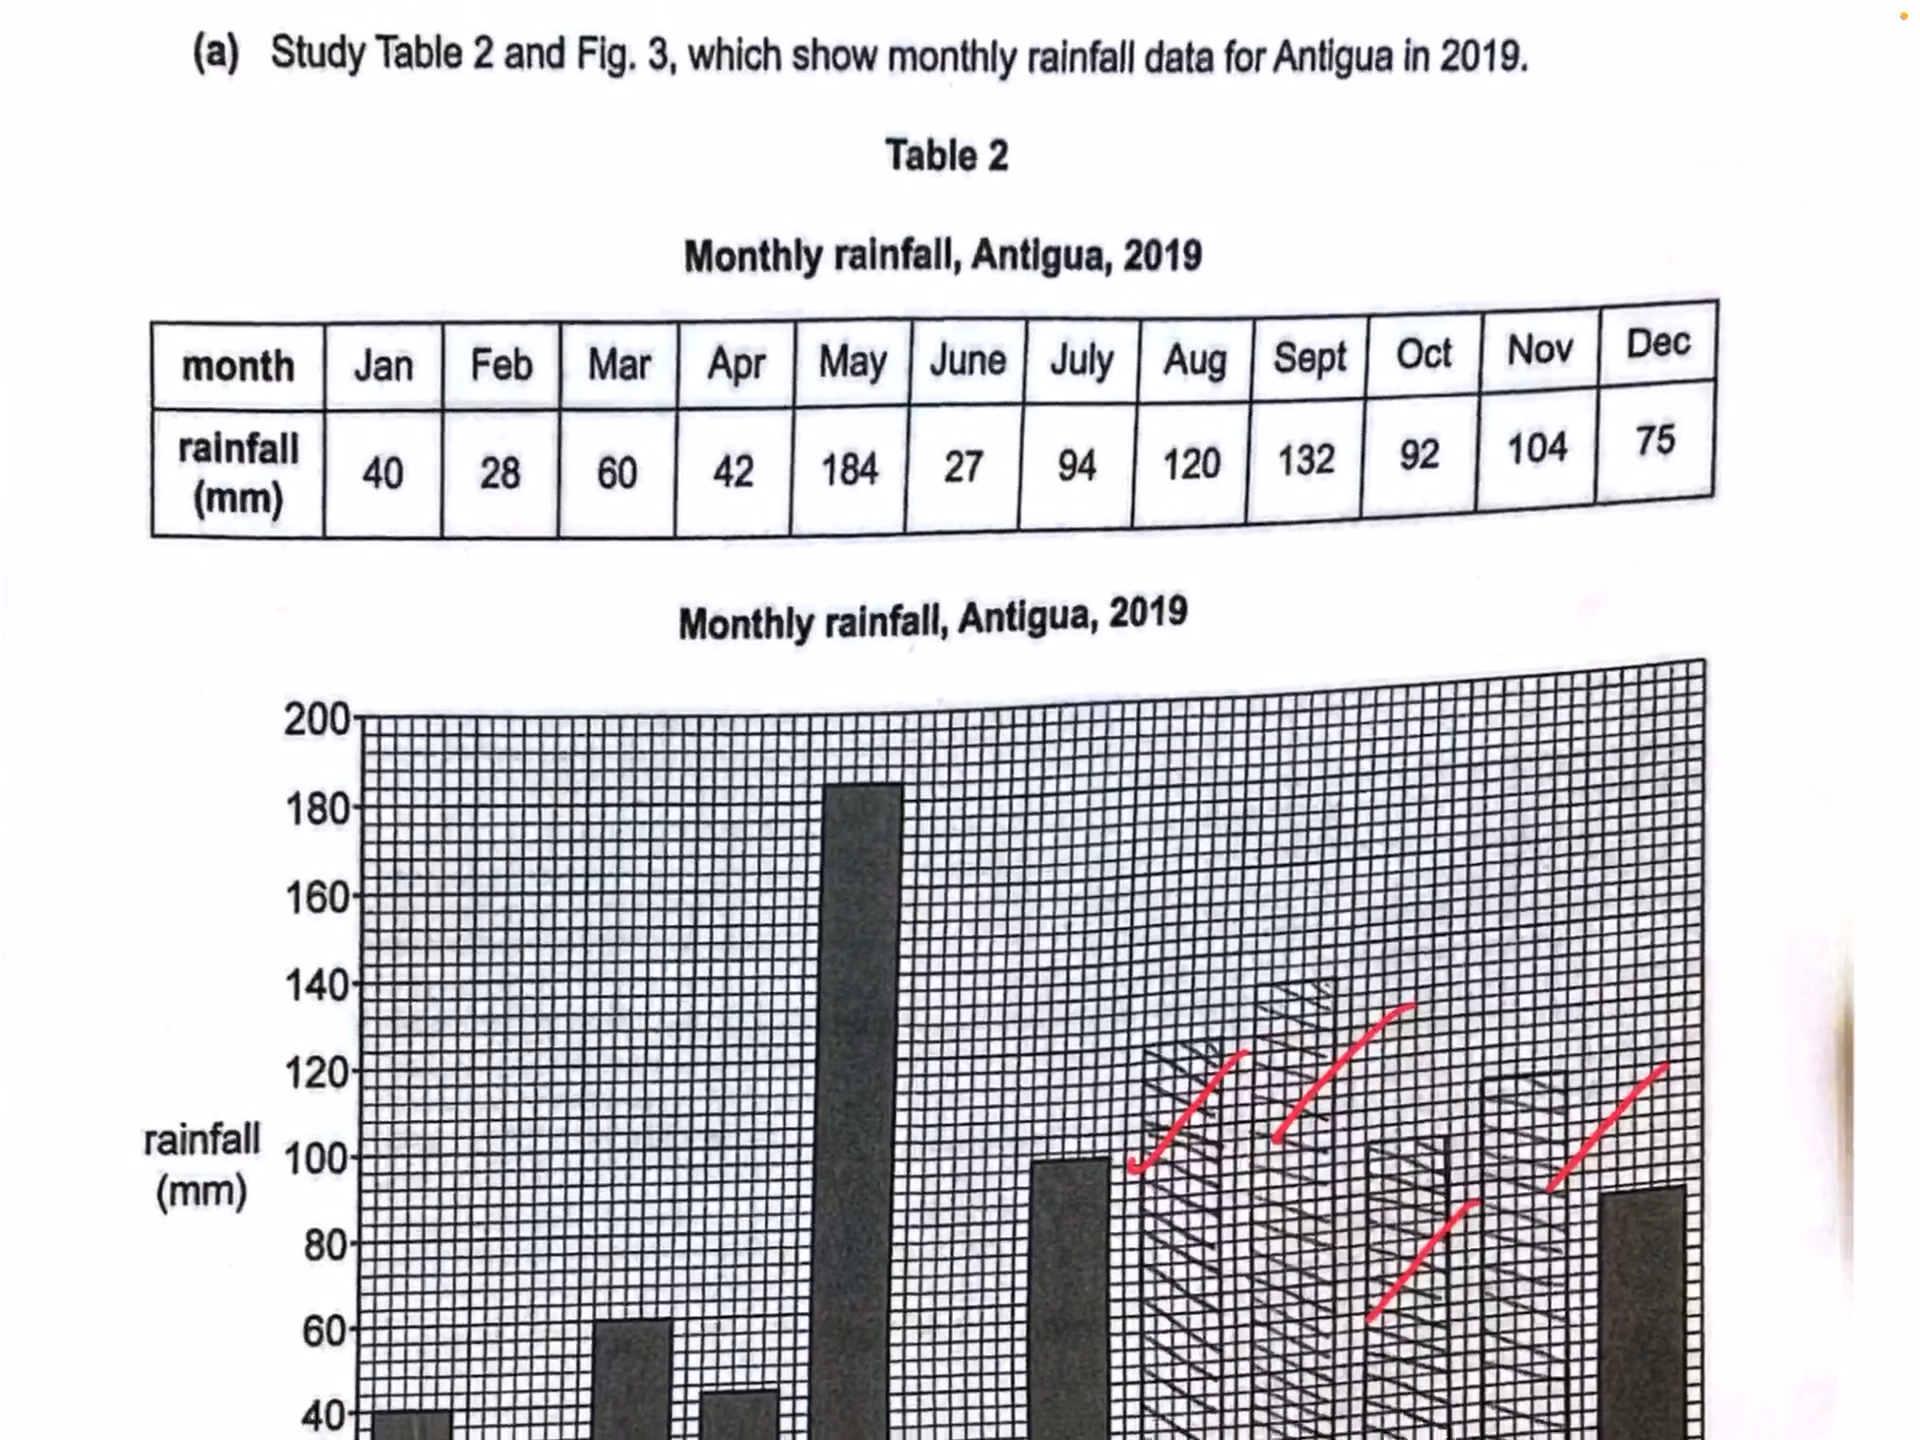 (a) Study Table 2 and Fig. 3, which show monthly rainfall data for Antigua in 2019.
Table 2
Monthly rainfall, Antigua, 2019
month Jan Feb Mar Apr May June July Aug Sept Oct Nov Dec
rainfall (mm) 40 28 60 42 184 27 94 120 132 92 104 75
Monthly rainfall, Antigua, 2019
200
180
160
140
120
rainfall (mm) 100
80
60
40